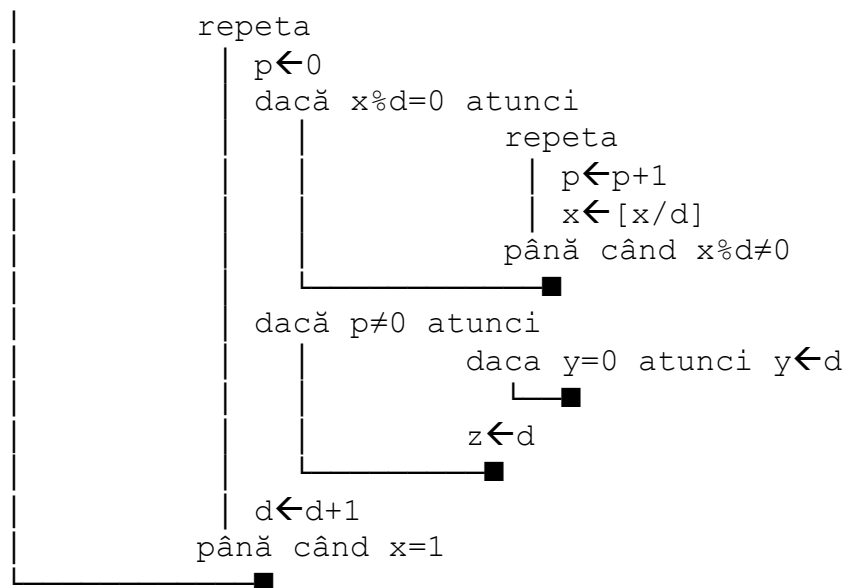 repeta
p←0
dacă x%d=0 atunci
repeta
p←p+1
x←[x/d]
până când x%d≠0
dacă p≠0 atunci
daca y=0 atunci y←d
z←d
d←d+1
până când x=1